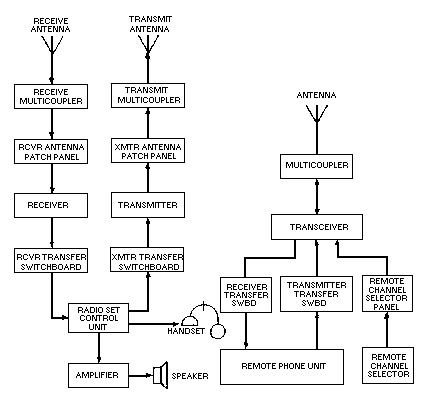 RECEIVE
ANTENNA
TRANSMIT
ANTENNA
RECEIVE
MULTICOUPLER
TRANSMIT
MULTICOUPLER
RCVR ANTENNA
PATCH PANEL
XMTR ANTENNA
PATCH PANEL
RECEIVER
TRANSMITTER
RCVR TRANSFER
SWITCHBOARD
XMTR TRANSFER
SWITCHBOARD
RADIO SET
CONTROL
UNIT
HANDSET
AMPLIFIER
SPEAKER
ANTENNA
MULTICOUPLER
TRANSCEIVER
RECEIVER
TRANSFER
SWBD
TRANSMITTER
TRANSFER
SWBD
REMOTE
CHANNEL
SELECTOR
PANEL
REMOTE PHONE UNIT
REMOTE
CHANNEL
SELECTOR